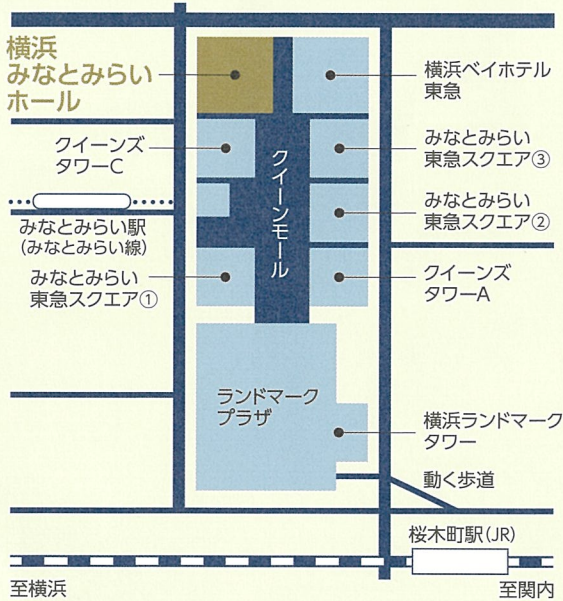 横浜
みなとみらい
ホール
横浜ベイホテル
東急
クイーンズ
タワーC
みなとみらい
東急スクエア③
クイーンモール
みなとみらい
東急スクエア②
みなとみらい駅
(みなとみらい線)
みなとみらい
東急スクエア①
クイーンズ
タワーA
ランドマーク
プラザ
横浜ランドマーク
タワー
動く歩道
桜木町駅(JR)
至横浜
至関内